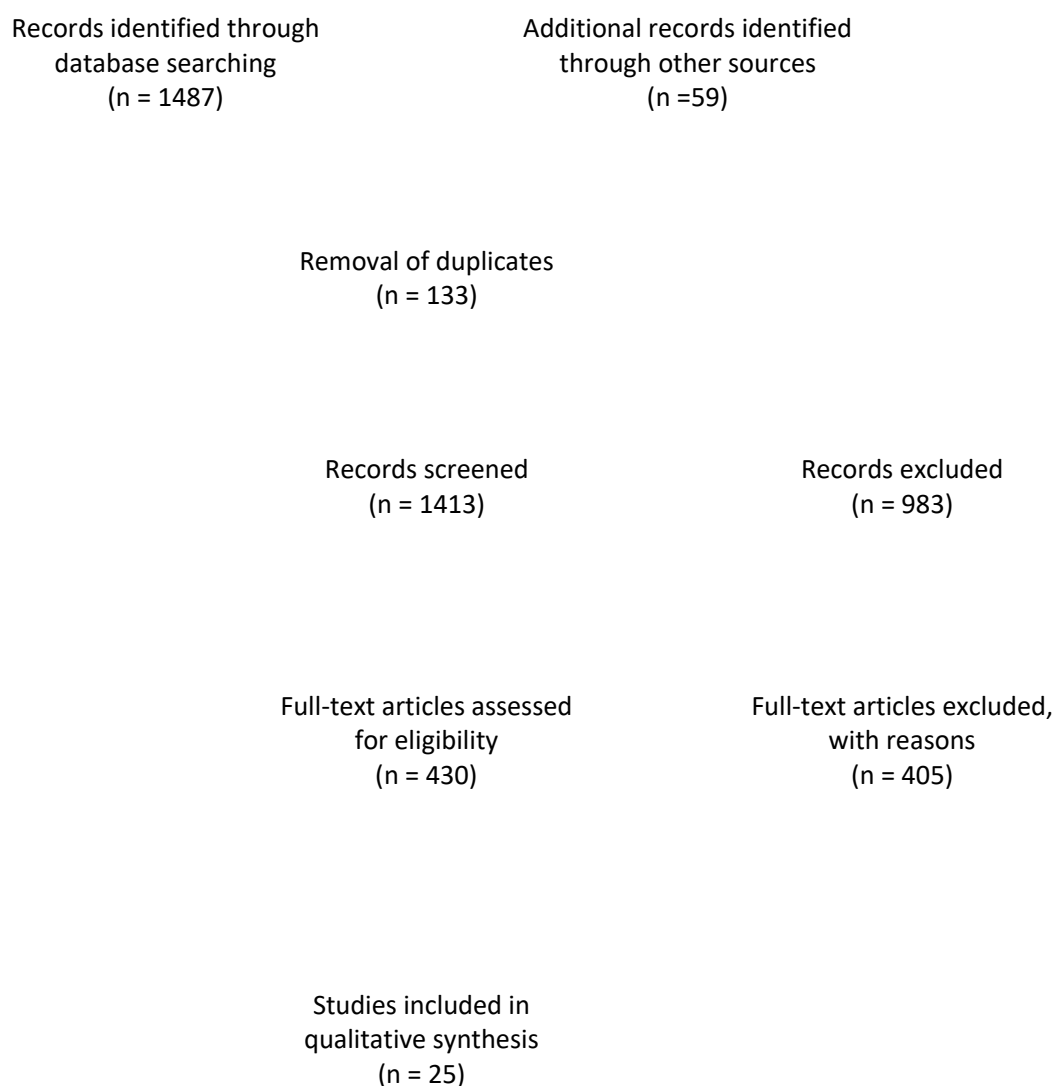 Records identified through
database searching
(n = 1487)
Additional records identified
through other sources
(n =59)
Removal of duplicates
(n = 133)
Records screened
(n = 1413)
Records excluded
(n = 983)
Full-text articles assessed
for eligibility
(n = 430)
Full-text articles excluded,
with reasons
(n = 405)
Studies included in
qualitative synthesis
(n = 25)